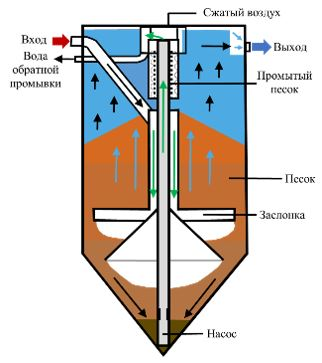 Сжатый воздух
Вход
Выход
Вода
обратной
промывки
Промытый
песок
Песок
Заслонка
Насос